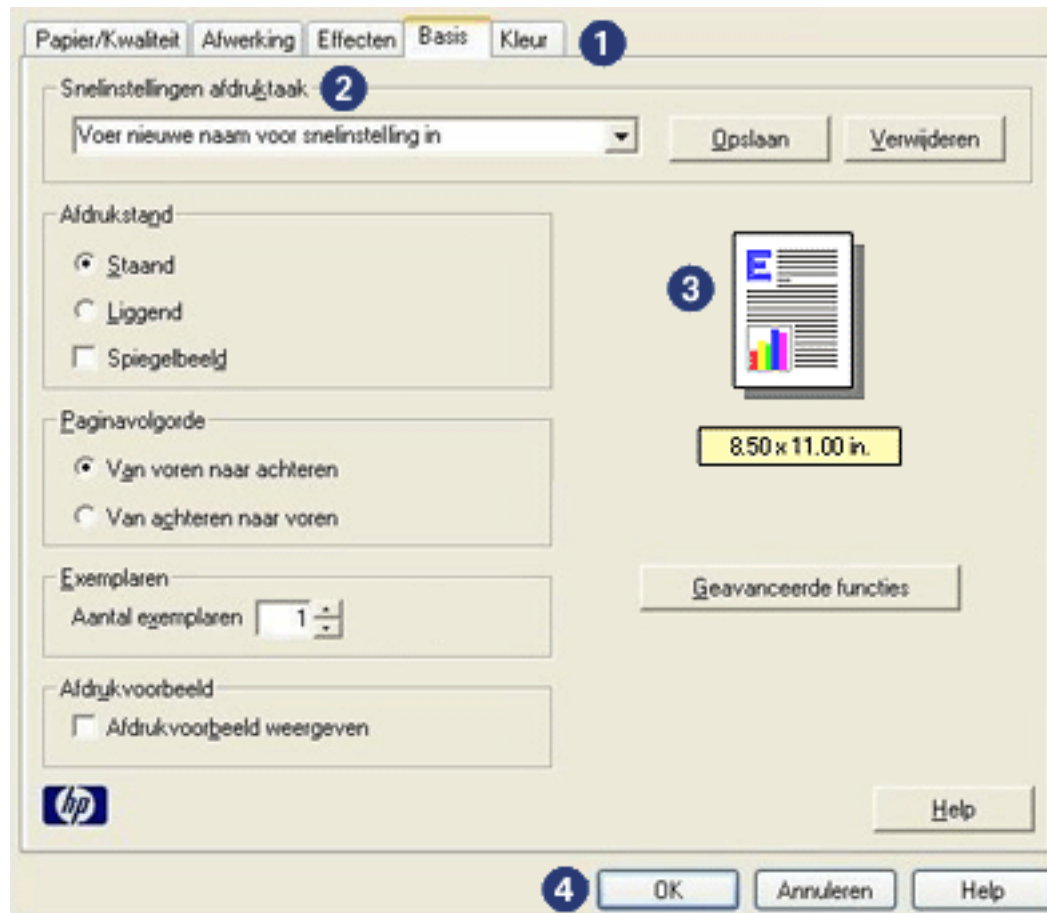 Papier/Kwaliteit Afwerking Effecten Basis Kleur 1
Snelinstellingen afdruktaak 2
Voer nieuwe naam voor snelinstelling in Opslaan Verwijderen
Afdrukstand
Staand
Liggend
Spiegelbeeld
3
E
8.50 x 11.00 in.
Paginavolgorde
Van voren naar achteren
Van achteren naar voren
Exemplaren
Aantal exemplaren 1
Geavanceerde functies
Afdrukvoorbeeld
Afdrukvoorbeeld weergeven
hp
Help
4 OK Annuleren Help